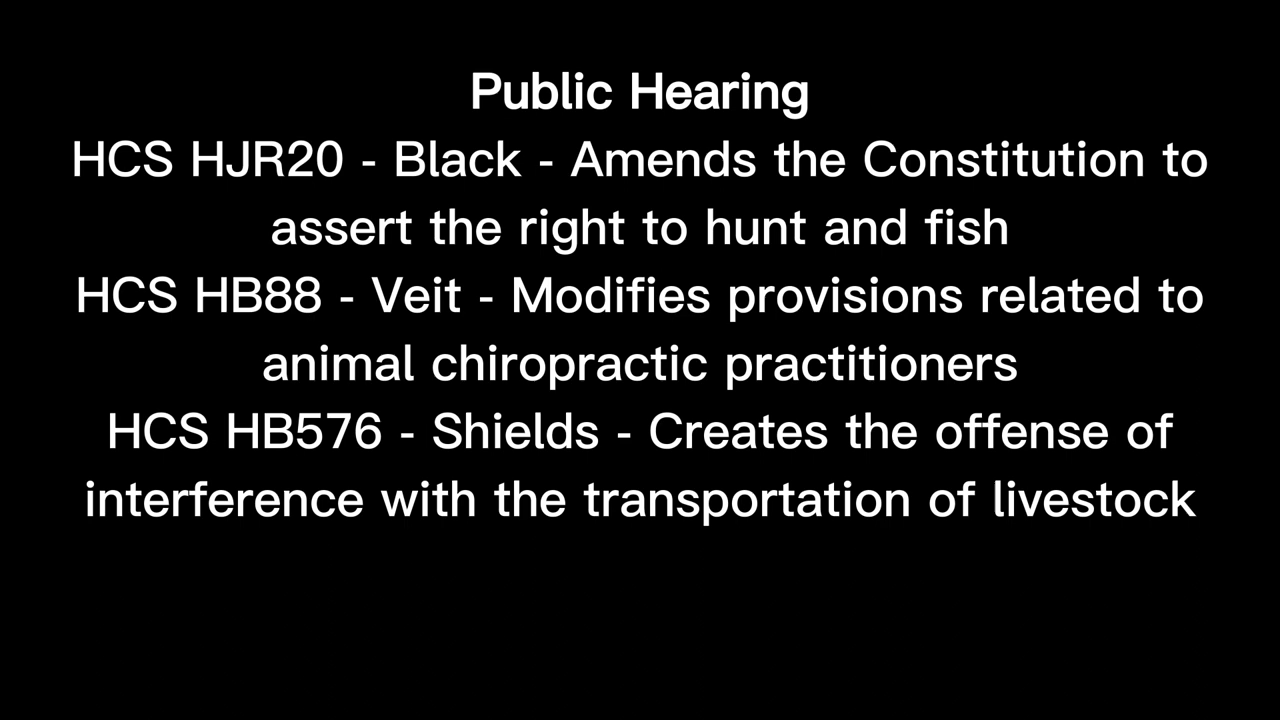 Public Hearing
HCS HJR20 - Black - Amends the Constitution to
assert the right to hunt and fish
HCS HB88 - Veit - Modifies provisions related to
animal chiropractic practitioners
HCS HB576 - Shields - Creates the offense of
interference with the transportation of livestock